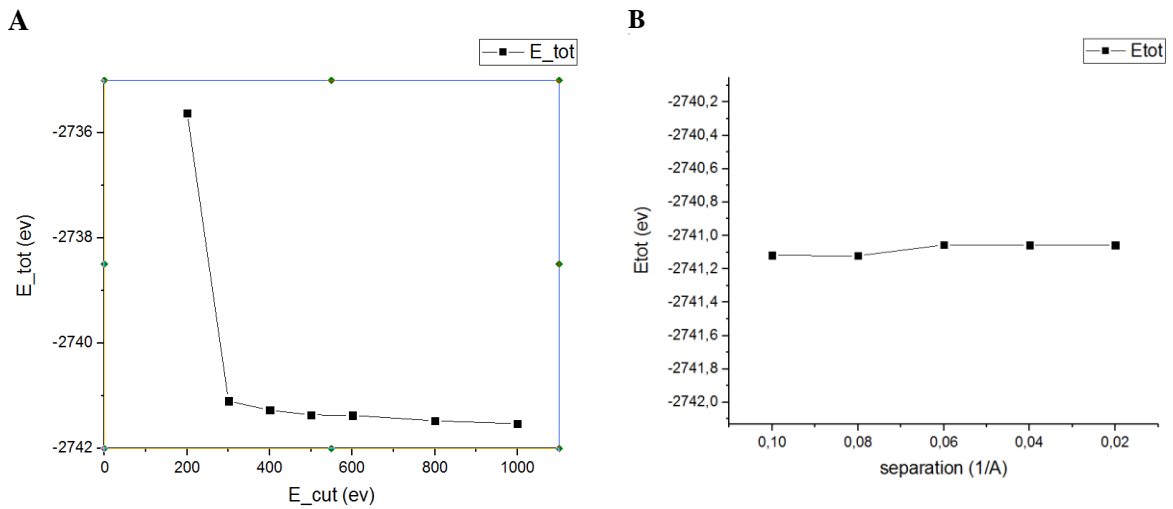 A
E_tot
-2736
-2738
-2740
-2742
E_tot (ev)
0 200 400 600 800 1000
E_cut (ev)
B
Etot
-2740,2
-2740,4
-2740,6
-2740,8
-2741,0
-2741,2
-2741,4
-2741,6
-2741,8
-2742,0
Etot (ev)
0,10 0,08 0,06 0,04 0,02
separation (1/A)